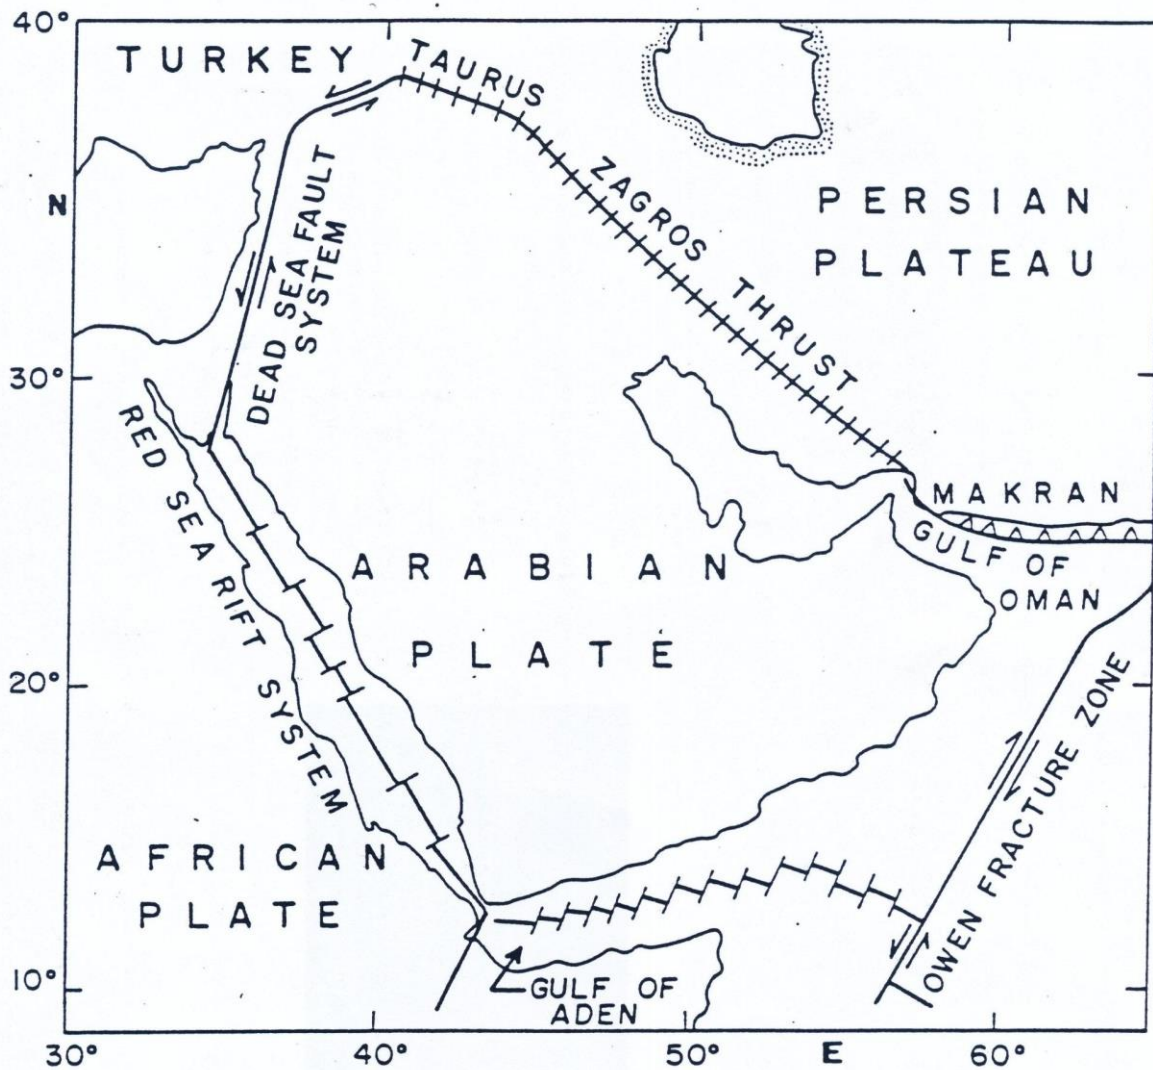 40°
TURKEY
TAURUS
ZAGROS
THRUST
PERSIAN
PLATEAU
N
DEAD SEA FAULT
SYSTEM
30°
RED SEA RIFT SYSTEM
MAKRAN
GULF OF
OMAN
ARABIAN
PLATE
20°
OWEN FRACTURE ZONE
AFRICAN
PLATE
10°
GULF OF
ADEN
30°
40°
50°
E
60°